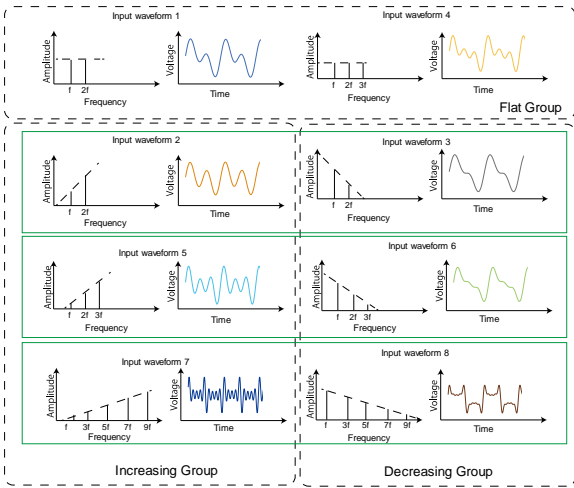 Input waveform 1
Amplitude
f 2f
Frequency
Voltage
Time
Input waveform 4
Amplitude
f 2f 3f
Frequency
Voltage
Time
Flat Group
Input waveform 2
Amplitude
f 2f
Frequency
Voltage
Time
Input waveform 3
Amplitude
f 2f
Frequency
Voltage
Time
Input waveform 5
Amplitude
f 2f 3f
Frequency
Voltage
Time
Input waveform 6
Amplitude
f 2f 3f
Frequency
Voltage
Time
Input waveform 7
Amplitude
f 3f 5f 7f 9f
Frequency
Voltage
Time
Input waveform 8
Amplitude
f 3f 5f 7f 9f
Frequency
Voltage
Time
Increasing Group
Decreasing Group